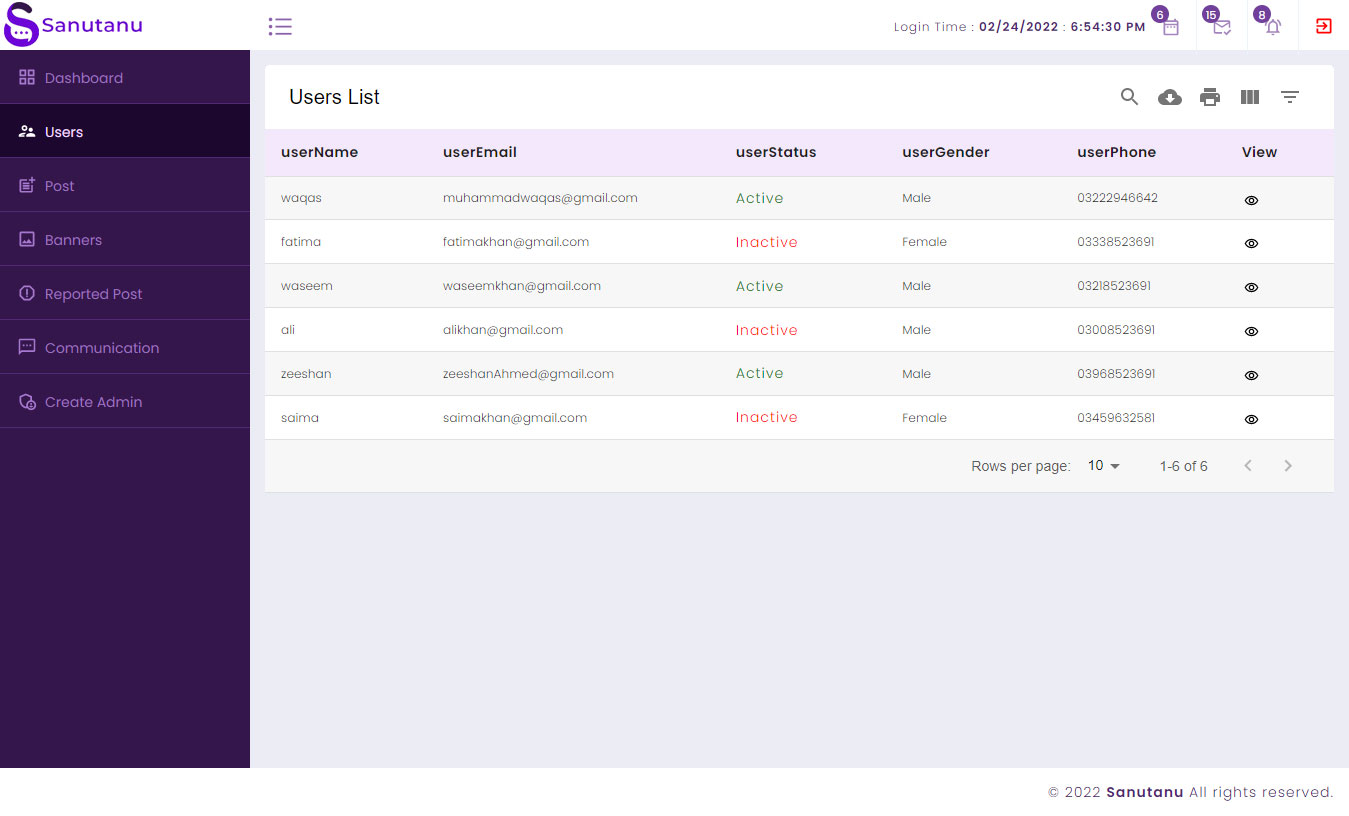 Sanutanu
Login Time : 02/24/2022 : 6:54:30 PM
6
15
8
Dashboard
Users
Post
Banners
Reported Post
Communication
Create Admin
Users List
userName userEmail userStatus userGender userPhone View
waqas muhammadwaqas@gmail.com Active Male 03222946642
fatima fatimakhan@gmail.com Inactive Female 03338523691
waseem waseemkhan@gmail.com Active Male 03218523691
ali alikhan@gmail.com Inactive Male 03008523691
zeeshan zeeshanAhmed@gmail.com Active Male 03968523691
saima saimakhan@gmail.com Inactive Female 03459632581
Rows per page: 10 1-6 of 6
© 2022 Sanutanu All rights reserved.